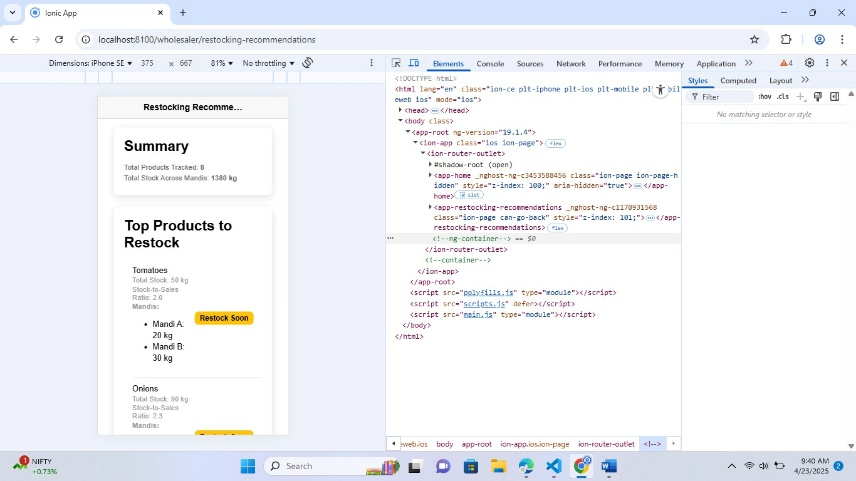 Ionic App
localhost:8100/wholesaler/restocking-recommendations
Dimensions: iPhone SE 375 × 667 81% No throttling
Restocking Recomme…
Summary
Total Products Tracked: 8
Total Stock Across Mandis: 1380 kg
Top Products to
Restock
Tomatoes
Total Stock: 50 kg
Stock-to-Sales
Ratio: 2.0
Mandis:
Restock Soon
Mandi A:
20 kg
Mandi B:
30 kg
Onions
Total Stock: 90 kg
Stock-to-Sales
Ratio: 2.3
Mandis:
Elements Console Sources Network Performance Memory Application 4
<!DOCTYPE html>
<html lang="en" class="ion-ce plt-iphone plt-ios plt-mobile pl
eweb ios" mode="ios">
<head> </head>
<body class>
<app-root ng-version="19.1.4">
<ion-app class="ios ion-page"> flex
<ion-router-outlet>
#shadow-root (open)
<app-home _nghost-ng-c3453588456 class="ion-page ion-page-h
idden" style="z-index: 100;" aria-hidden="true"> </app-
home> slot
<app-restocking-recommendations _nghost-ng-c1170931568
class="ion-page can-go-back" style="z-index: 101;"> </app-
restocking-recommendations> flex
<!--ng-container--> == $0
</ion-router-outlet>
<!--container-->
</ion-app>
</app-root>
<script src="polyfills.js" type="module"></script>
<script src="scripts.js" defer></script>
<script src="main.js" type="module"></script>
</body>
</html>
eweb.ios body app-root ion-app.ios.ion-page ion-router-outlet <!-->
Styles Computed Layout
Filter :hov .cls
No matching selector or style
1 NIFTY
+0.73%
Search
9:40 AM
4/23/2025
2